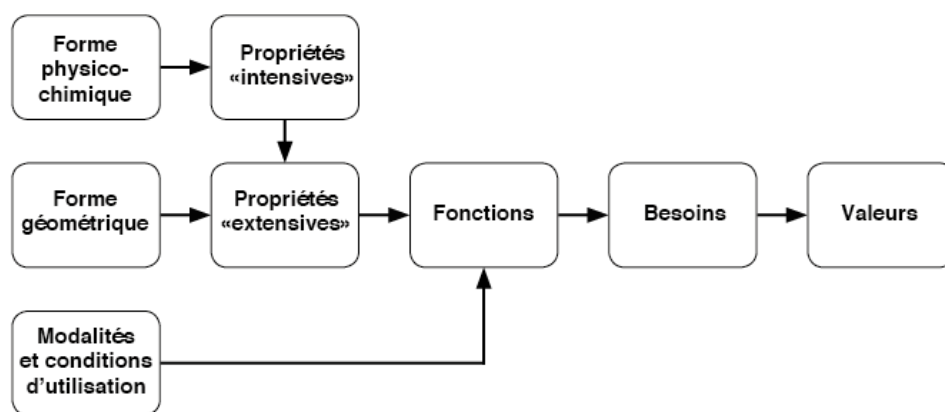 Forme
physico-
chimique
Propriétés
«intensives»
Forme
géométrique
Propriétés
«extensives»
Fonctions
Besoins
Valeurs
Modalités
et conditions
d'utilisation